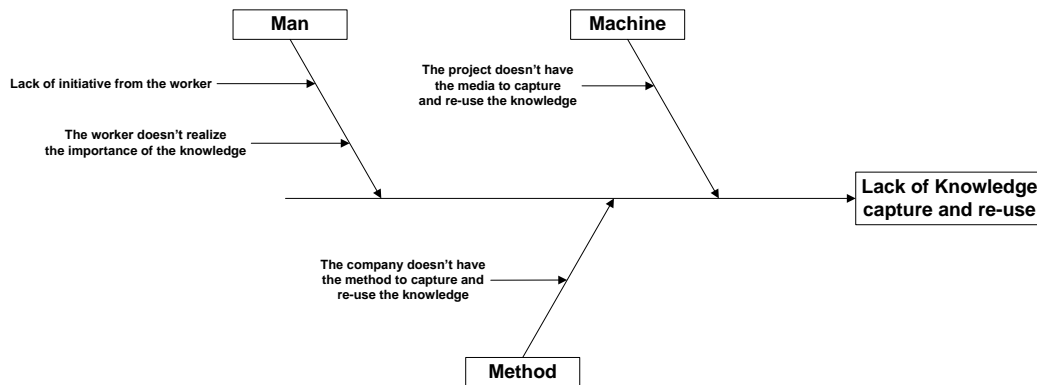 Man
Machine
Lack of initiative from the worker
The project doesn't have
the media to capture
and re-use the knowledge
The worker doesn't realize
the importance of the knowledge
Lack of Knowledge
capture and re-use
The company doesn't have
the method to capture and
re-use the knowledge
Method